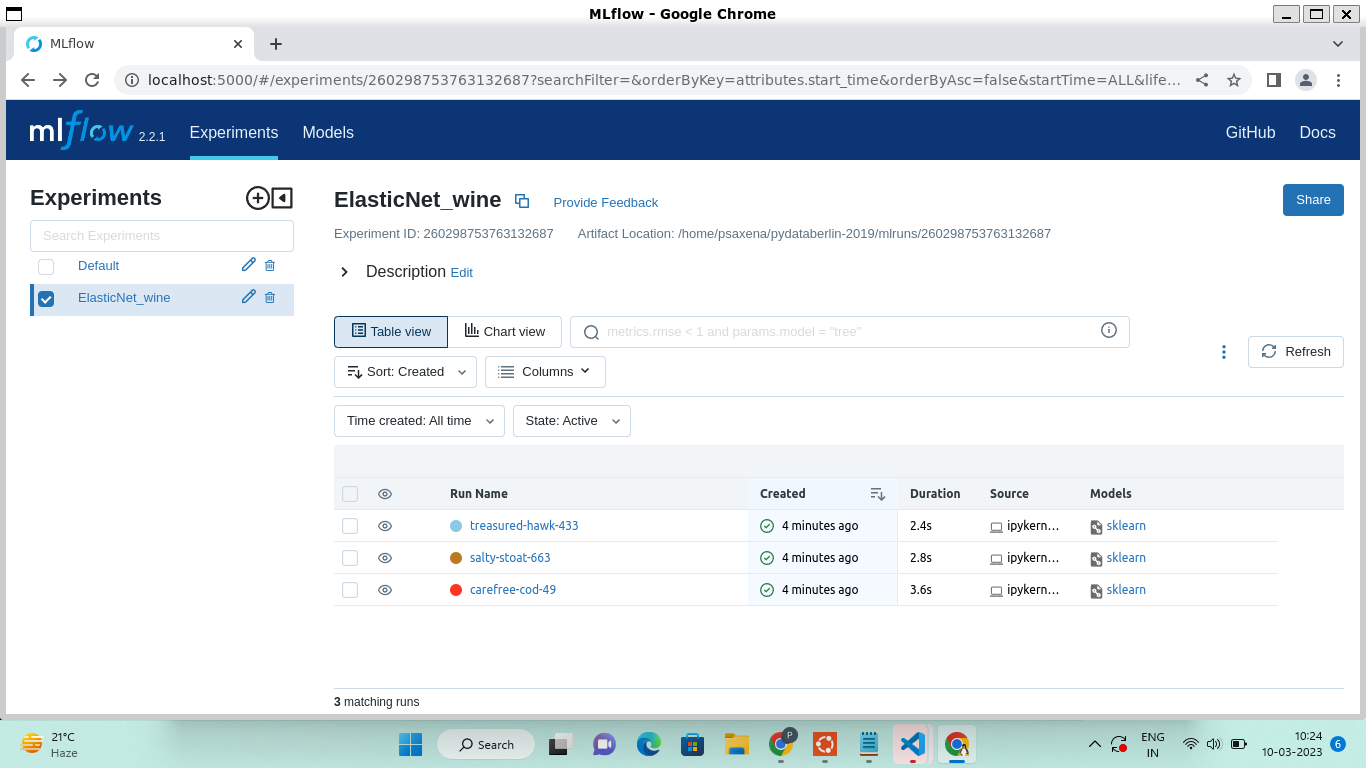 MLflow - Google Chrome
MLflow
localhost:5000/#/experiments/260298753763132687?searchFilter=&orderByKey=attributes.start_time&orderByAsc=false&startTime=ALL&life...
mlflow 2.2.1 Experiments Models GitHub Docs
Experiments
Search Experiments
Default
ElasticNet_wine
ElasticNet_wine Provide Feedback Share
Experiment ID: 260298753763132687 Artifact Location: /home/psaxena/pydataberlin-2019/mlruns/260298753763132687
Description Edit
Table view Chart view metrics.rmse < 1 and params.model = "tree"
Refresh
Sort: Created Columns
Time created: All time State: Active
Run Name Created Duration Source Models
treasured-hawk-433 4 minutes ago 2.4s ipykern... sklearn
salty-stoat-663 4 minutes ago 2.8s ipykern... sklearn
carefree-cod-49 4 minutes ago 3.6s ipykern... sklearn
3 matching runs
21°C
Haze
Search
P
ENG
IN
10:24
10-03-2023
6